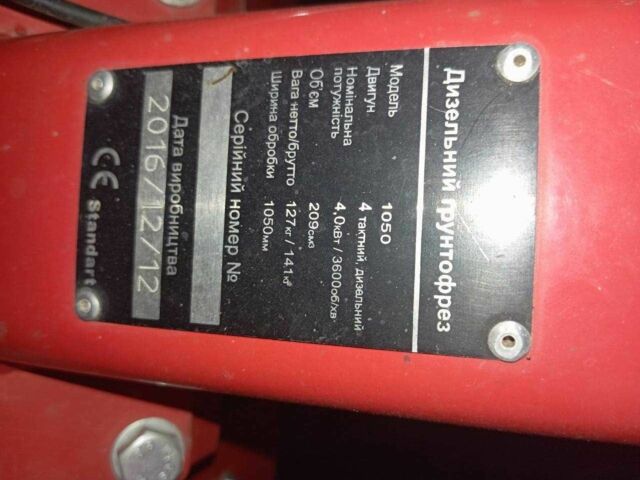 Дизельний ґрунтофрез
Модель 1050
Двигун 4 тактний, дизельний
Номінальна потужність 4,0кВт / 3600об/хв
Об'єм 209смз
Вага нетто/брутто 127кг / 141кг
Ширина обробки 1050мм
Серійний номер №
Дата виробництва
2016/12/12
CE Standart